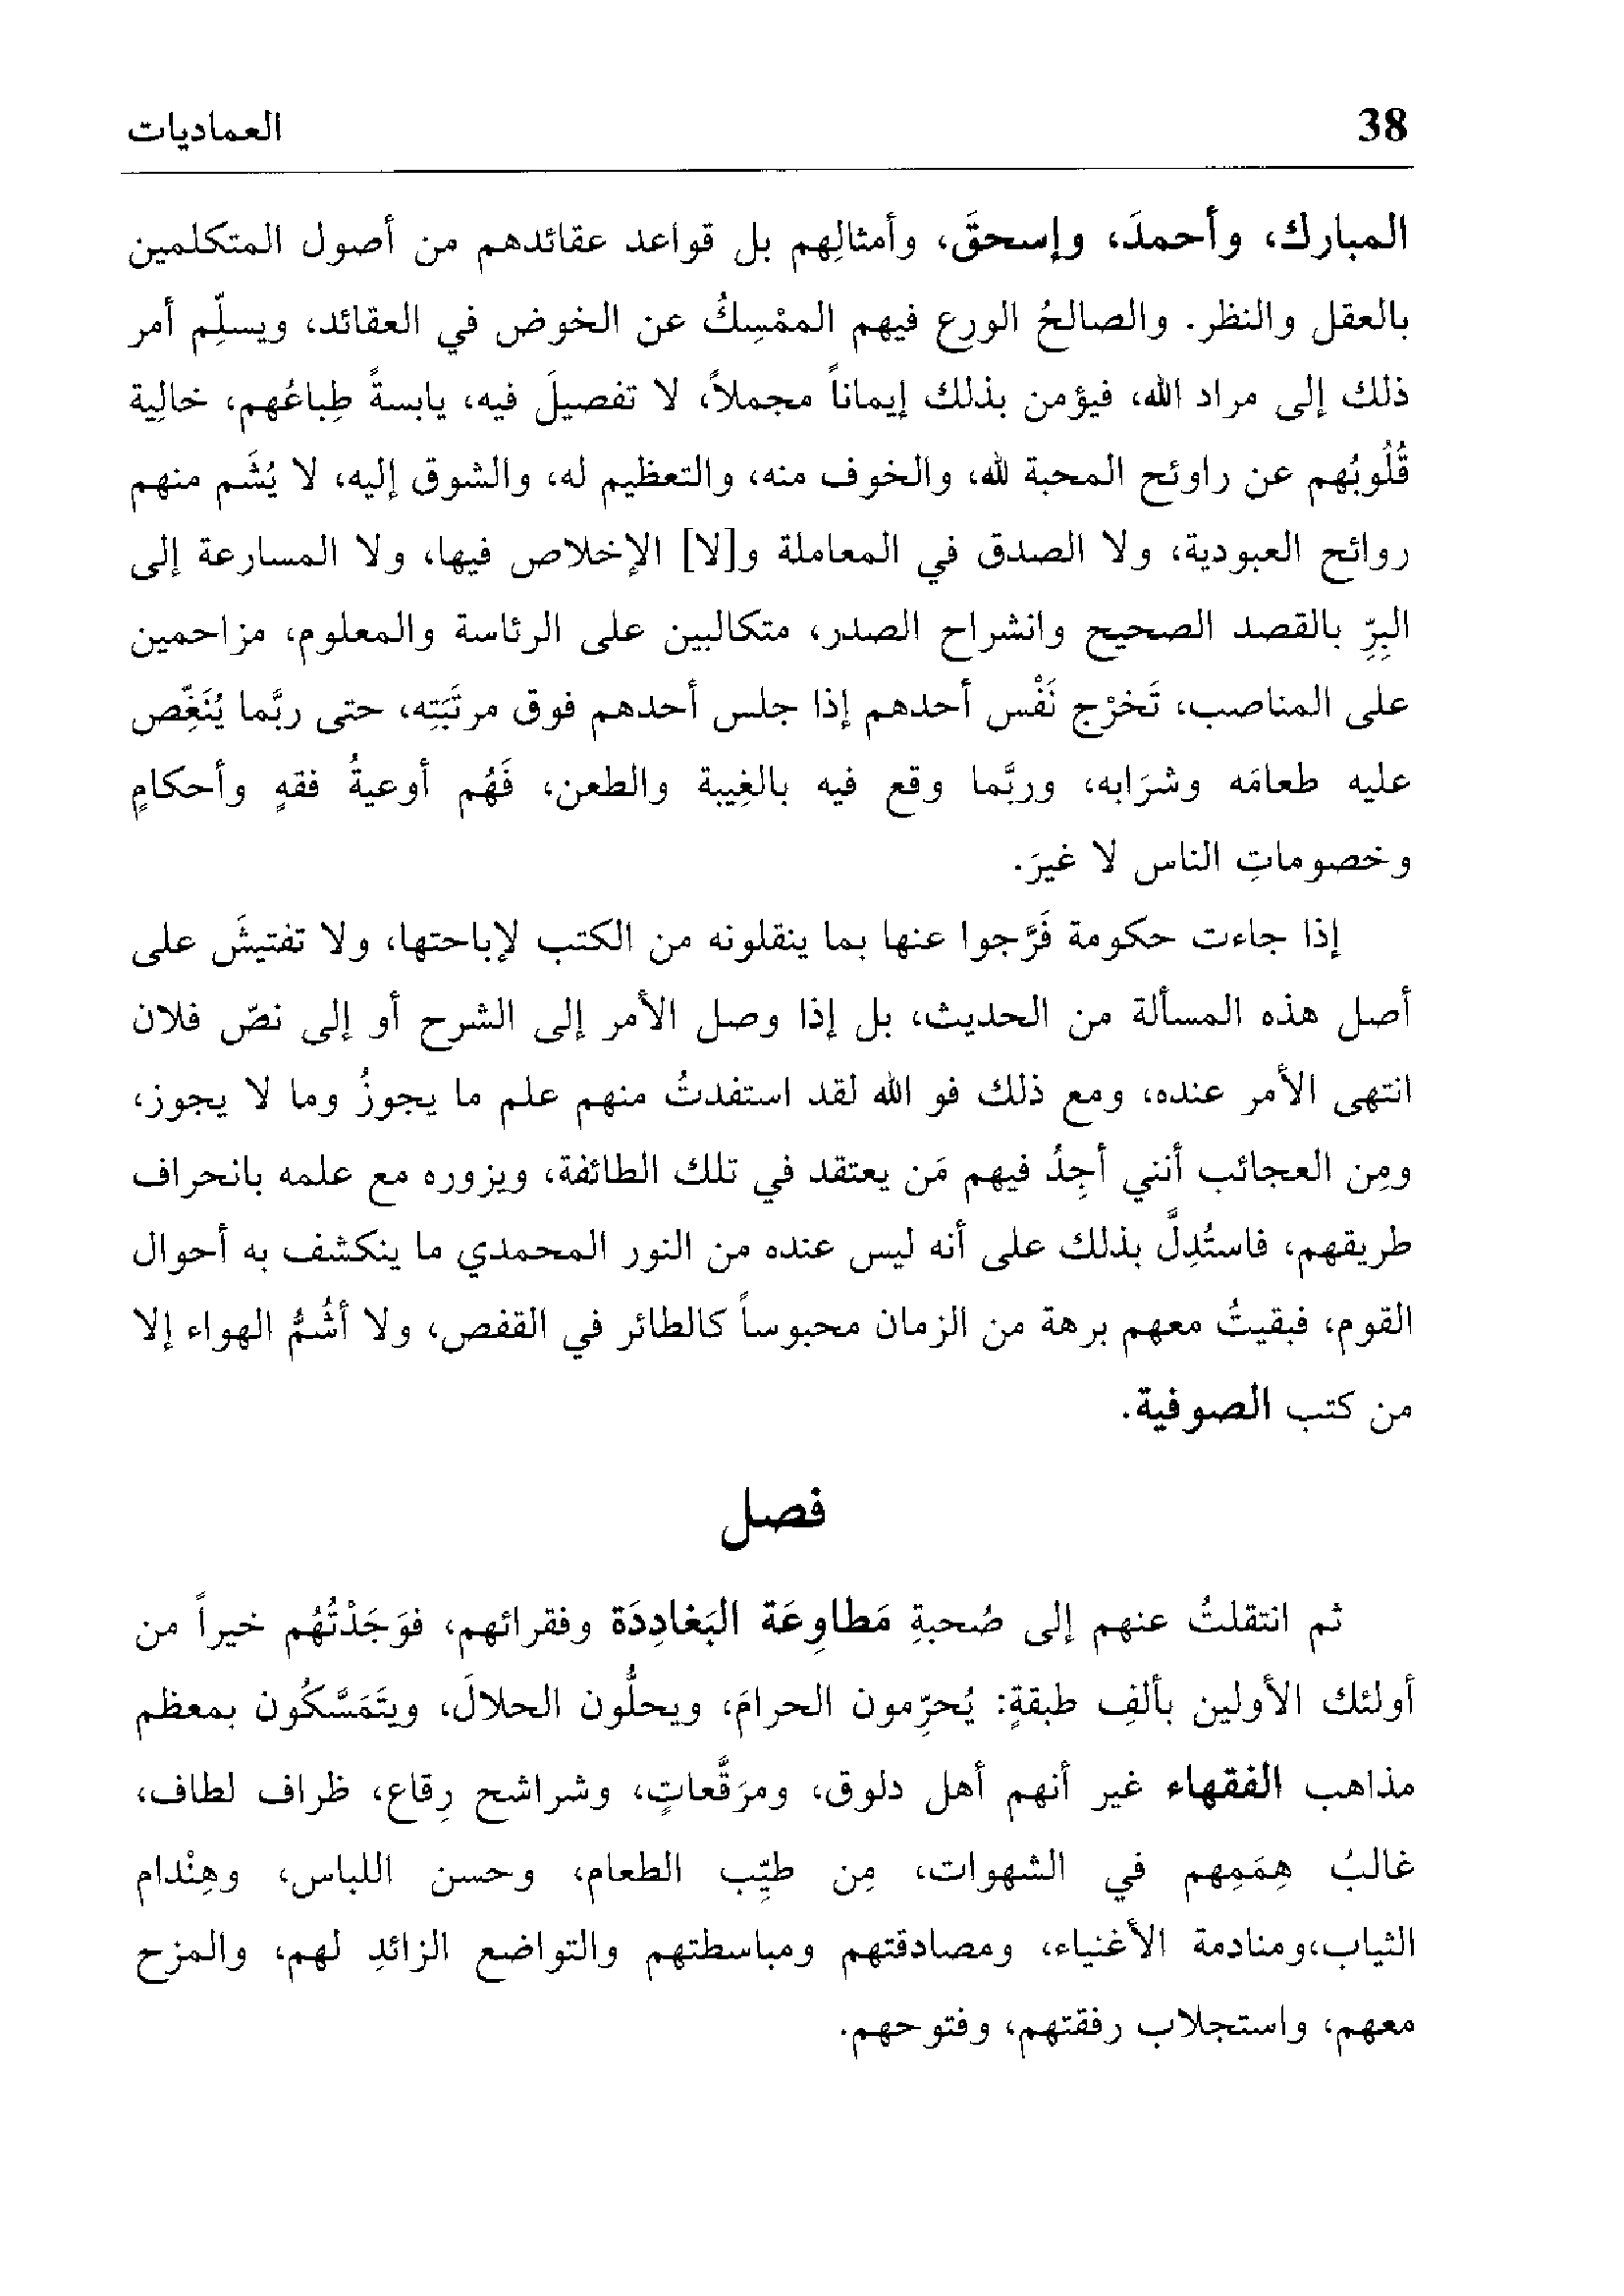 38
العماديات
المبارك، وأحمدَ، وإسحقَ، وأمثالِهم بل قواعد عقائدهم من أصول المتكلمين
بالعقل والنظر. والصالحُ الورع فيهم الممْسِكُ عن الخوض في العقائد، ويسلِّم أمر
ذلك إلى مراد الله، فيؤمن بذلك إيماناً مجملاً، لا تفصيلَ فيه، يابسةً طِباعُهم، خالِية
قُلُوبُهم عن راوئح المحبة لله، والخوف منه، والتعظيم له، والشوق إليه، لا يُشَم منهم
روائح العبودية، ولا الصدق في المعاملة و[لا] الإخلاص فيها، ولا المسارعة إلى
البِرِّ بالقصد الصحيح وانشراح الصدر، متكالبين على الرئاسة والمعلوم، مزاحمين
على المناصب، تَخرْج نَفْس أحدهم إذا جلس أحدهم فوق مرتَبَتِه، حتى ربَّما يُنَغِّص
عليه طعامَه وشرَابه، وربَّما وقع فيه بالغِيبة والطعن، فَهُم أوعيةُ فقهٍ وأحكامٍ
وخصوماتِ الناس لا غيرَ.
إذا جاءت حكومة فَرَّجوا عنها بما ينقلونه من الكتب لإباحتها، ولا تفتيشَ على
أصل هذه المسألة من الحديث، بل إذا وصل الأمر إلى الشرح أو إلى نصّ فلان
انتهى الأمر عنده، ومع ذلك فو الله لقد استفدتُ منهم علم ما يجوزُ وما لا يجوز،
ومِن العجائب أنني أجِدُ فيهم مَن يعتقد في تلك الطائفة، ويزوره مع علمه بانحراف
طريقهم، فاستُدِلَّ بذلك على أنه ليس عنده من النور المحمدي ما ينكشف به أحوال
القوم، فبقيتُ معهم برهة من الزمان محبوساً كالطائر في القفص، ولا أشُمُّ الهواء إلا
من كتب الصوفية.
فصل
ثم انتقلتُ عنهم إلى صُحبةِ مَطاوِعَة البَغادِدَة وفقرائهم، فوَجَدْتُهُم خيراً من
أولئك الأولين بألفِ طبقةٍ: يُحرِّمون الحرامَ، ويحلُّون الحلالَ، ويتَمَسَّكُون بمعظم
مذاهب الفقهاء غير أنهم أهل دلوق، ومرَقَّعاتٍ، وشراشح رِقاع، ظراف لطاف،
غالبُ هِمَمِهم في الشهوات، مِن طيِّب الطعام، وحسن اللباس، وهِنْدام
الثياب،ومنادمة الأغنياء، ومصادقتهم ومباسطتهم والتواضع الزائدِ لهم، والمزح
معهم، واستجلاب رفقتهم، وفتوحهم.